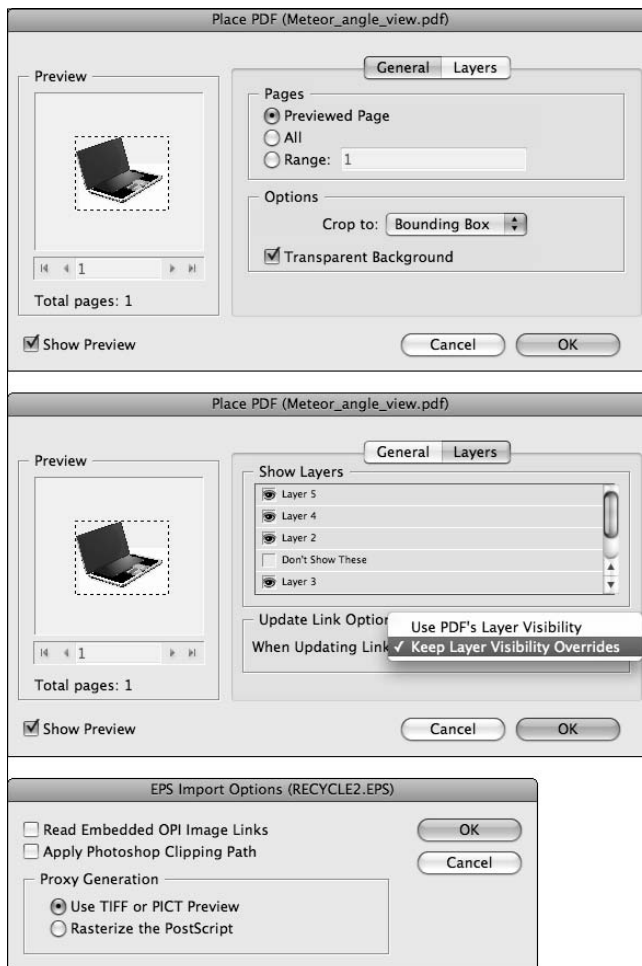 Place PDF (Meteor_angle_view.pdf)
Preview
General Layers
Pages
Previewed Page
All
Range: 1
Options
Crop to: Bounding Box
Transparent Background
1
Total pages: 1
Show Preview
Cancel OK
Place PDF (Meteor_angle_view.pdf)
Preview
General Layers
Show Layers
Layer 5
Layer 4
Layer 2
Don't Show These
Layer 3
Update Link Option
Use PDF's Layer Visibility
When Updating Link ✓ Keep Layer Visibility Overrides
1
Total pages: 1
Show Preview
Cancel OK
EPS Import Options (RECYCLE2.EPS)
Read Embedded OPI Image Links
OK
Apply Photoshop Clipping Path
Cancel
Proxy Generation
Use TIFF or PICT Preview
Rasterize the PostScript